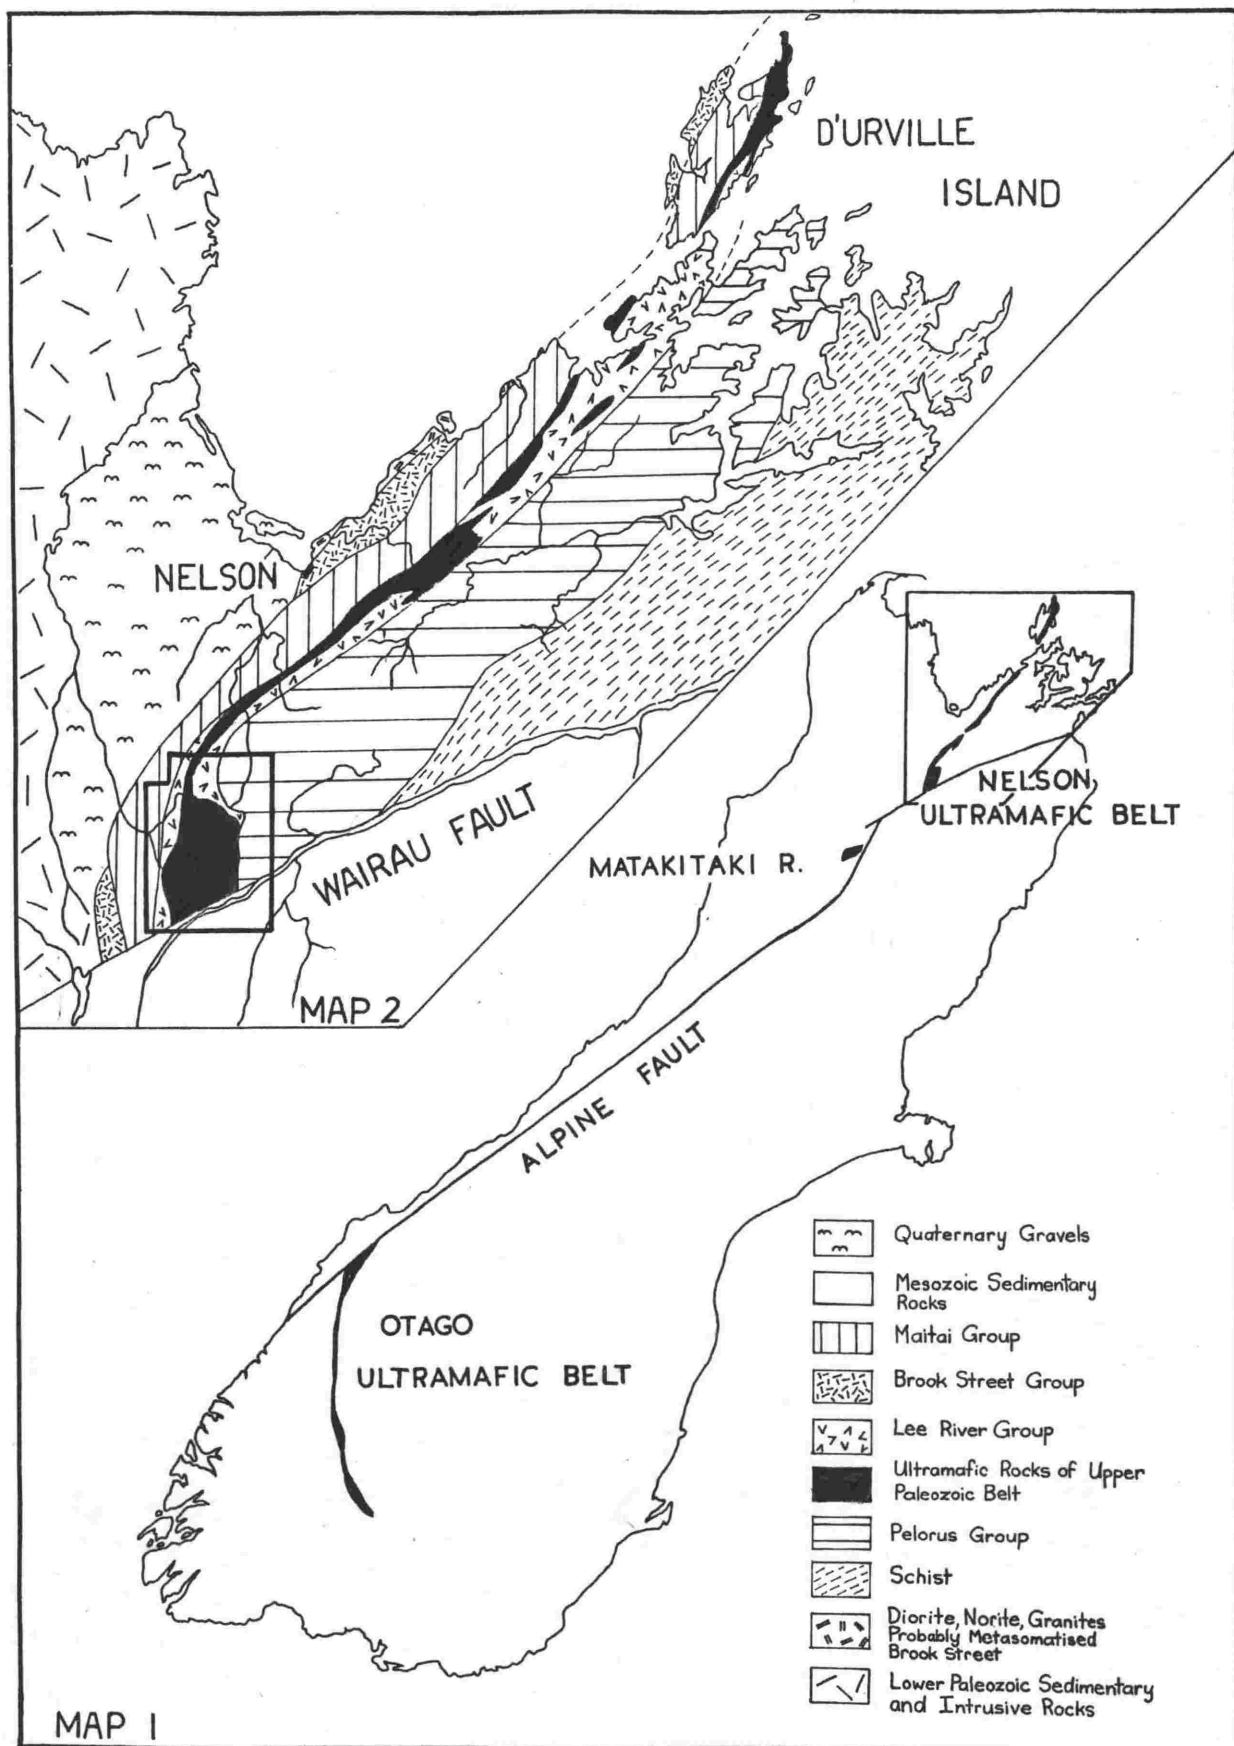 D'URVILLE
ISLAND
NELSON
WAIRAU FAULT
MAP 2
NELSON
ULTRAMAFIC BELT
MATAKITAKI R.
ALPINE FAULT
OTAGO
ULTRAMAFIC BELT
Quaternary Gravels
Mesozoic Sedimentary
Rocks
Maitai Group
Brook Street Group
Lee River Group
Ultramafic Rocks of Upper
Paleozoic Belt
Pelorus Group
Schist
Diorite, Norite, Granites
Probably Metasomatised
Brook Street
Lower Paleozoic Sedimentary
and Intrusive Rocks
MAP 1